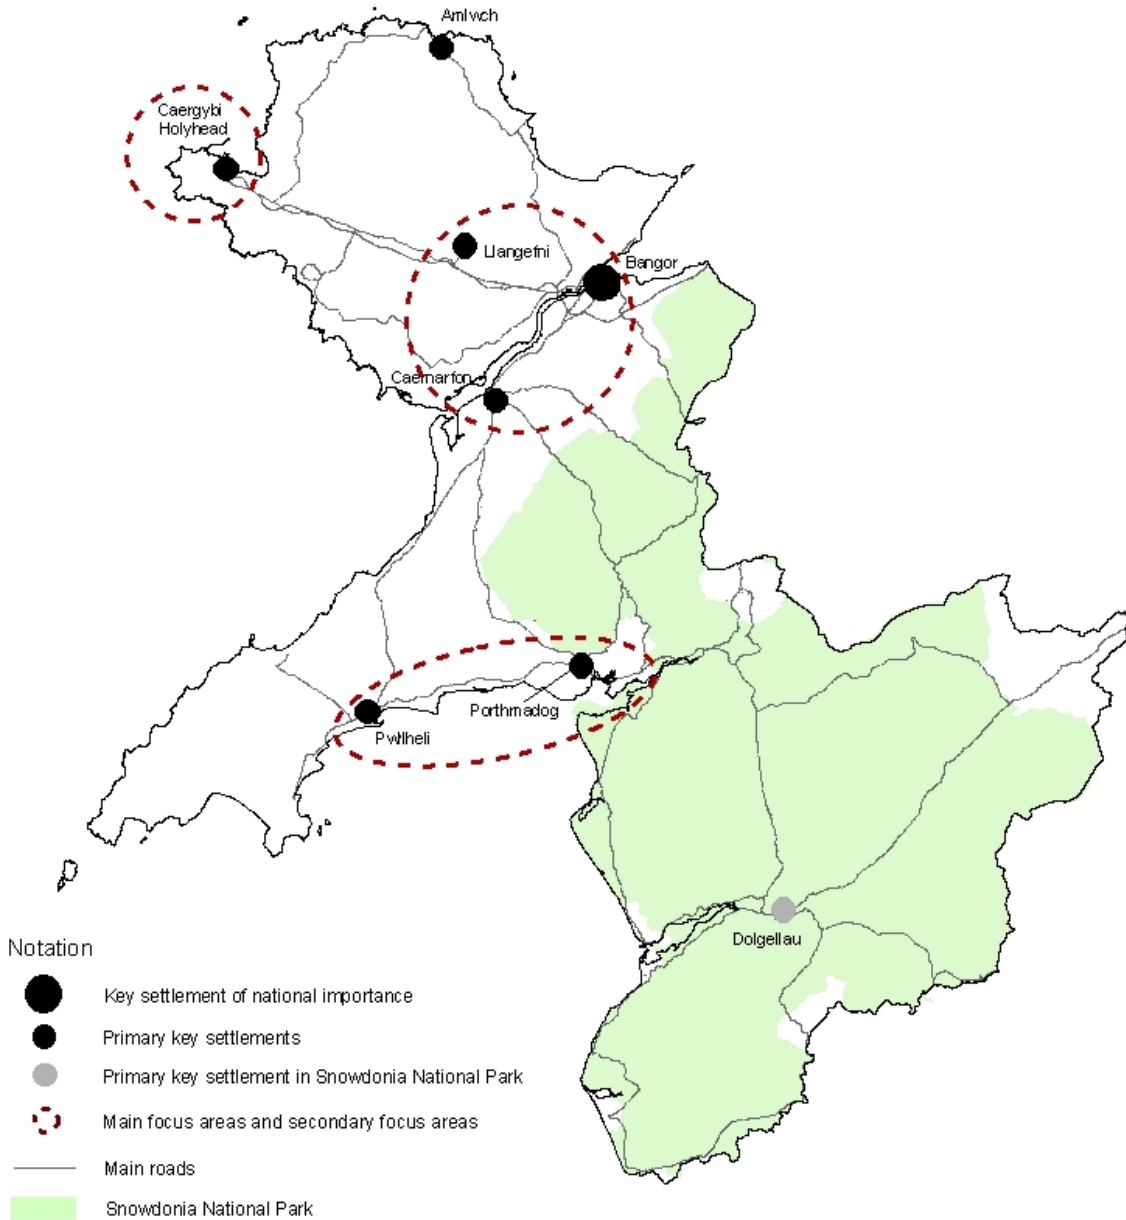 Amlwch
Caergybi
Holyhead
Llangefni
Bangor
Caernarfon
Porthmadog
Pwllheli
Dolgellau
Notation
Key settlement of national importance
Primary key settlements
Primary key settlement in Snowdonia National Park
Main focus areas and secondary focus areas
Main roads
Snowdonia National Park